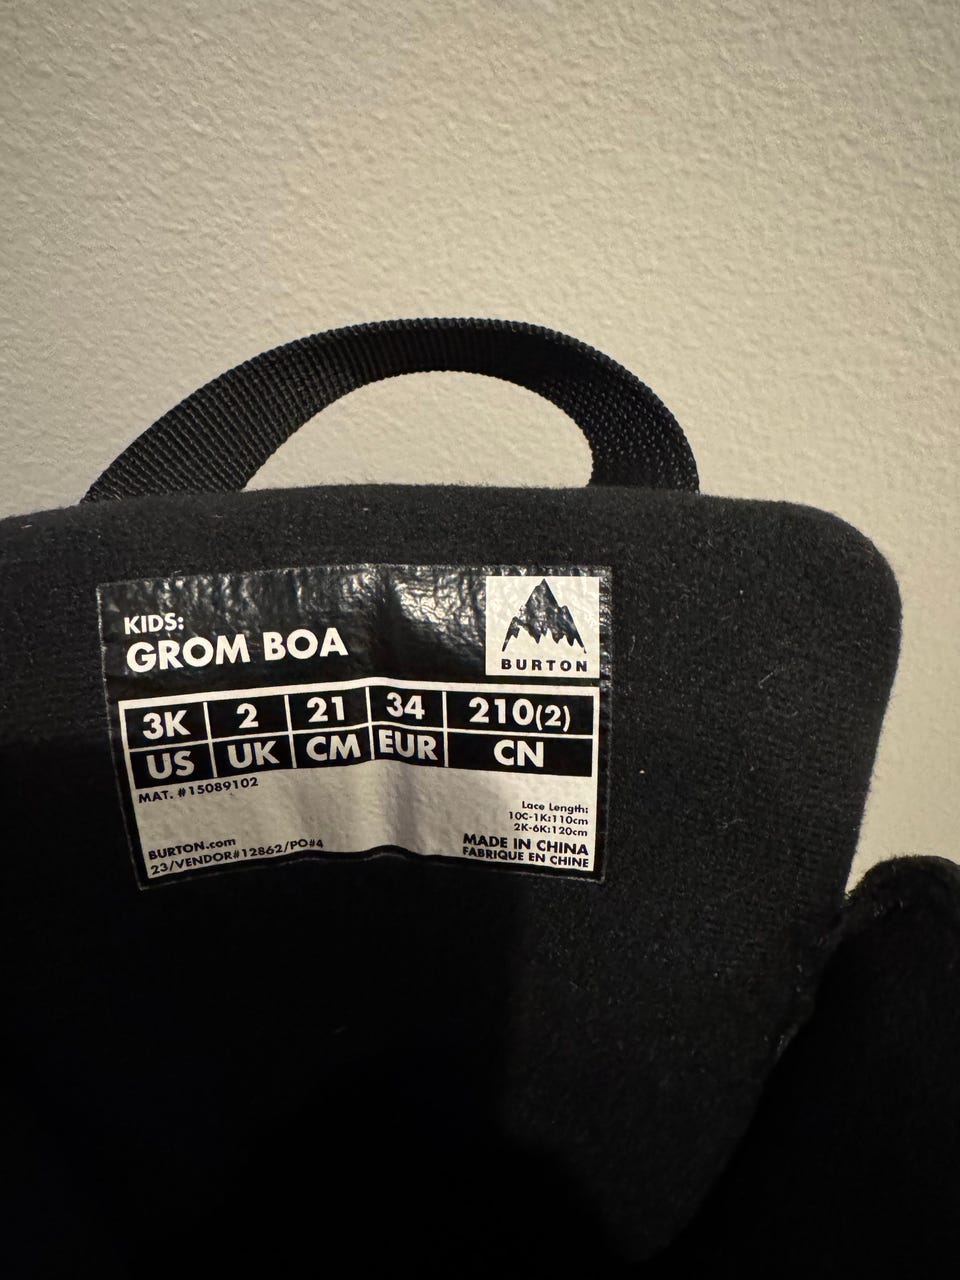 KIDS:
GROM BOA
BURTON
3K 2 21 34 210(2)
US UK CM EUR CN
MAT. #15089102
Lace Length:
10C-1K:110cm
2K-6K:120cm
BURTON.com
23/VENDOR#12862/PO#4
MADE IN CHINA
FABRIQUE EN CHINE